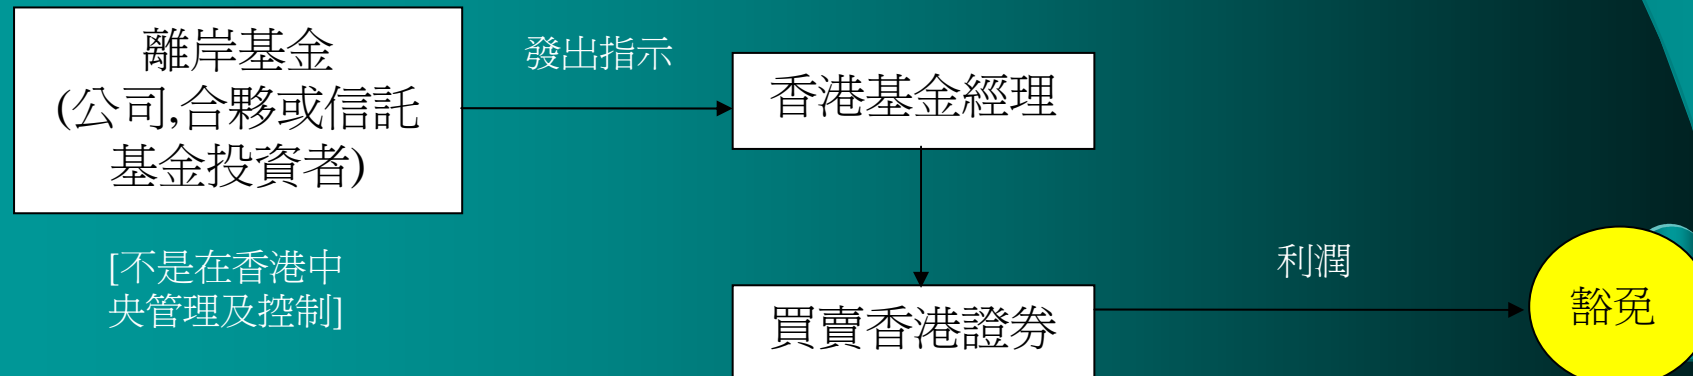 離岸基金
(公司,合夥或信託
基金投資者)
發出指示
香港基金經理
[不是在香港中
央管理及控制]
買賣香港證券
利潤
豁免